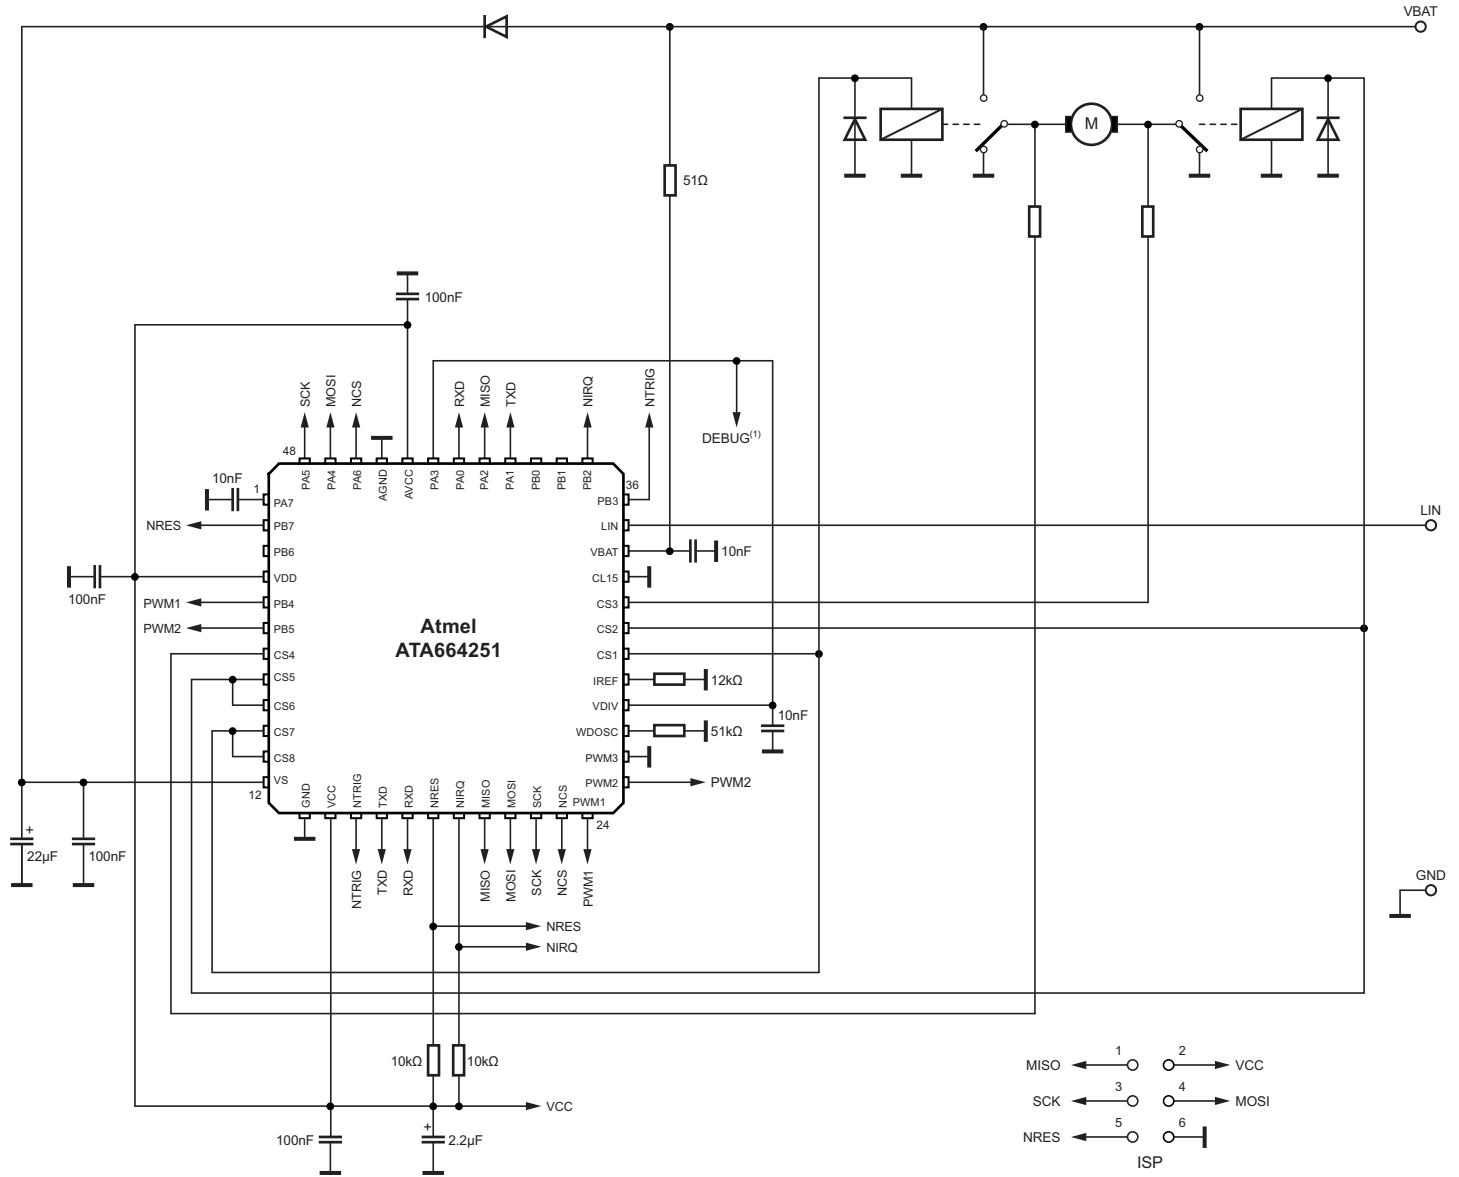 VBAT
M
51Ω
100nF
SCK
MOSI
NCS
RXD
MISO
TXD
NIRQ
NTRIG
DEBUG(1)
48
PA5
PA4
PA6
AGND
AVCC
PA3
PA0
PA2
PA1
PB0
PB1
PB2
36
10nF
1
PA7
PB3
NRES
PB7
LIN
LIN
PB6
VBAT
10nF
100nF
VDD
CL15
PWM1
PB4
CS3
PWM2
PB5
CS2
Atmel
ATA664251
CS4
CS1
CS5
IREF
12kΩ
CS6
VDIV
10nF
CS7
WDOSC
51kΩ
CS8
PWM3
VS
PWM2
PWM2
12
GND
VCC
NTRIG
TXD
RXD
NRES
NIRQ
MISO
MOSI
SCK
NCS
PWM1
24
+
22µF
100nF
NTRIG
TXD
RXD
MISO
MOSI
SCK
NCS
PWM1
GND
NRES
NIRQ
10kΩ
10kΩ
VCC
100nF
+
2.2µF
MISO
1
2
VCC
SCK
3
4
MOSI
NRES
5
6
ISP